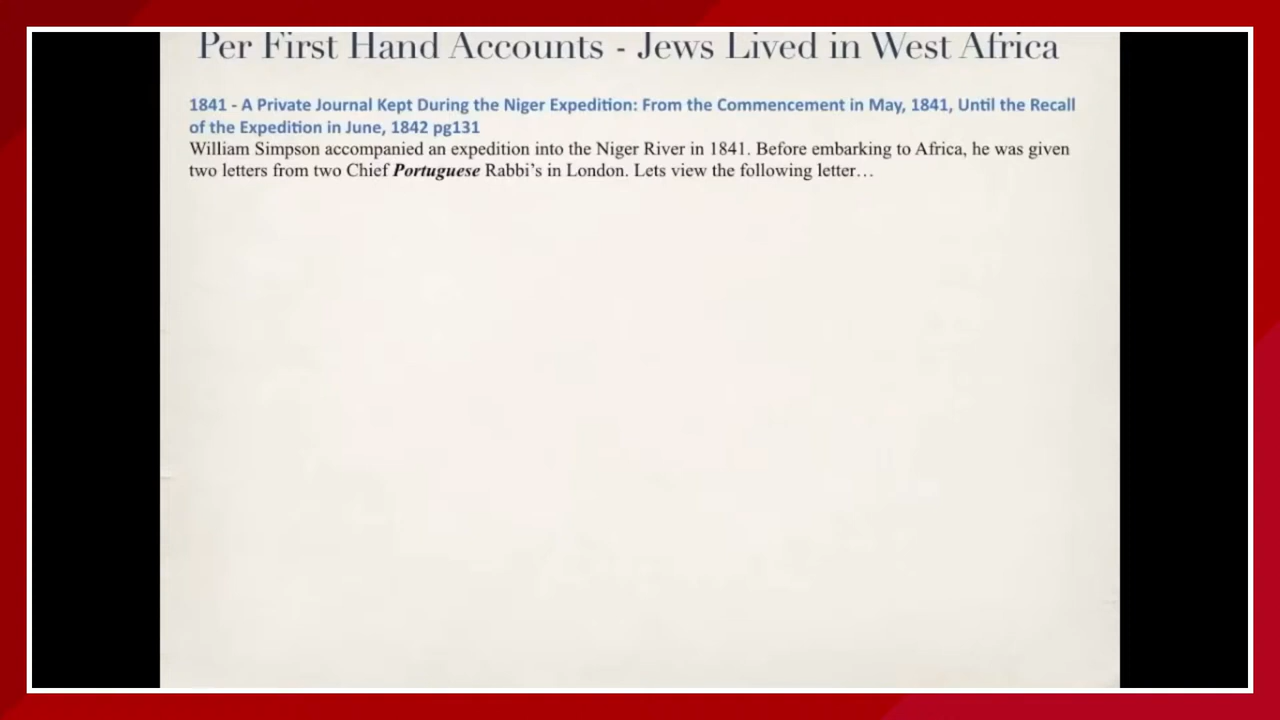 Per First Hand Accounts - Jews Lived in West Africa
1841 - A Private Journal Kept During the Niger Expedition: From the Commencement in May, 1841, Until the Recall
of the Expedition in June, 1842 pg131
William Simpson accompanied an expedition into the Niger River in 1841. Before embarking to Africa, he was given
two letters from two Chief Portuguese Rabbi's in London. Lets view the following letter…